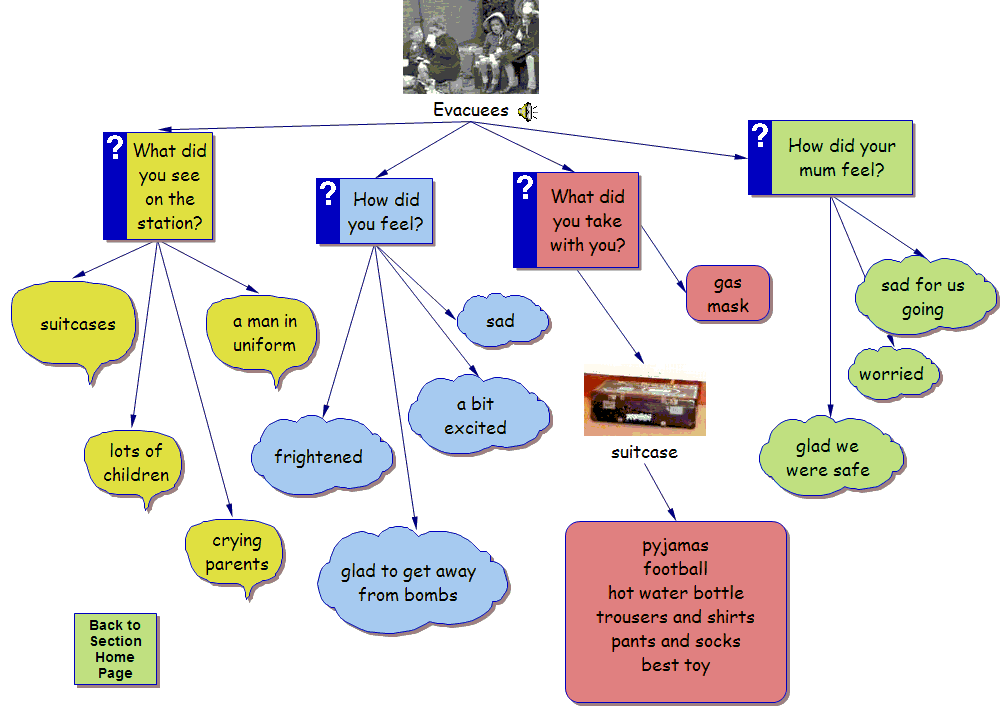 Evacuees
?
What did
you see
on the
station?
suitcases
a man in
uniform
lots of
children
crying
parents
?
How did
you feel?
sad
a bit
excited
frightened
glad to get away
from bombs
?
What did
you take
with you?
gas
mask
suitcase
pyjamas
football
hot water bottle
trousers and shirts
pants and socks
best toy
?
How did your
mum feel?
sad for us
going
worried
glad we
were safe
Back to
Section
Home
Page